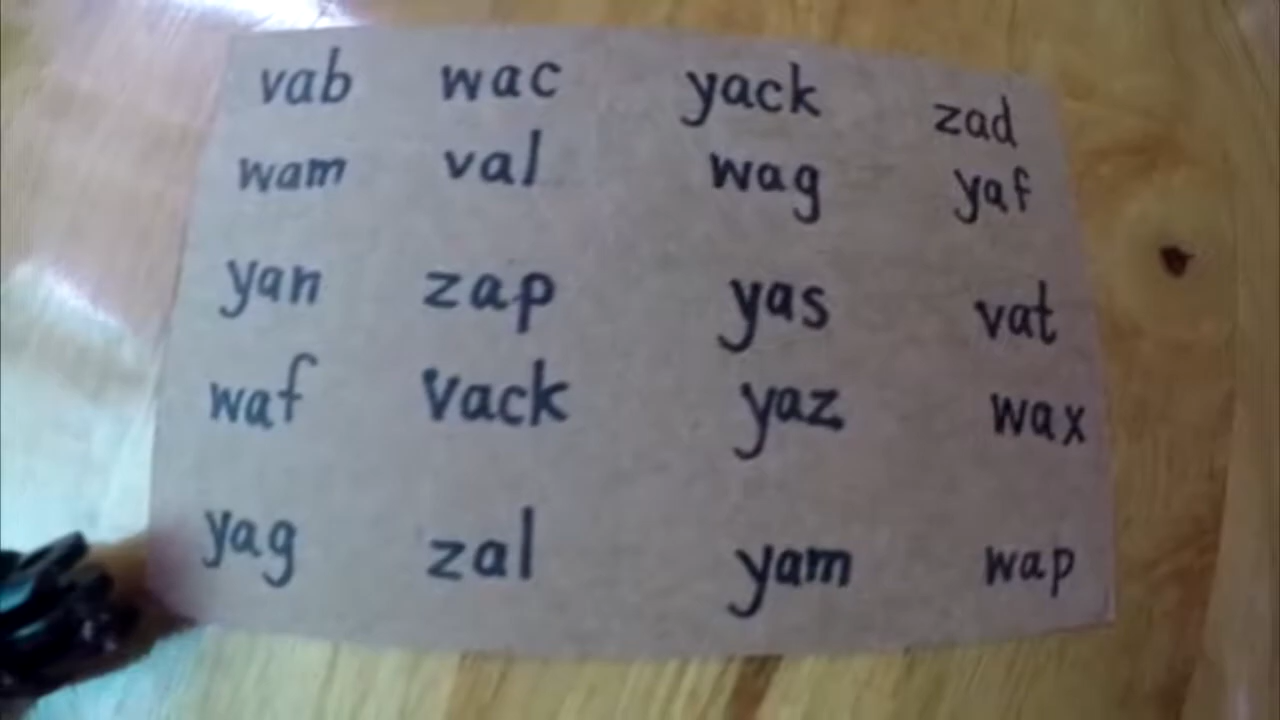 vab wac yack zad
wam val wag yaf
yan zap yas vat
waf vack yaz wax
yag zal yam wap